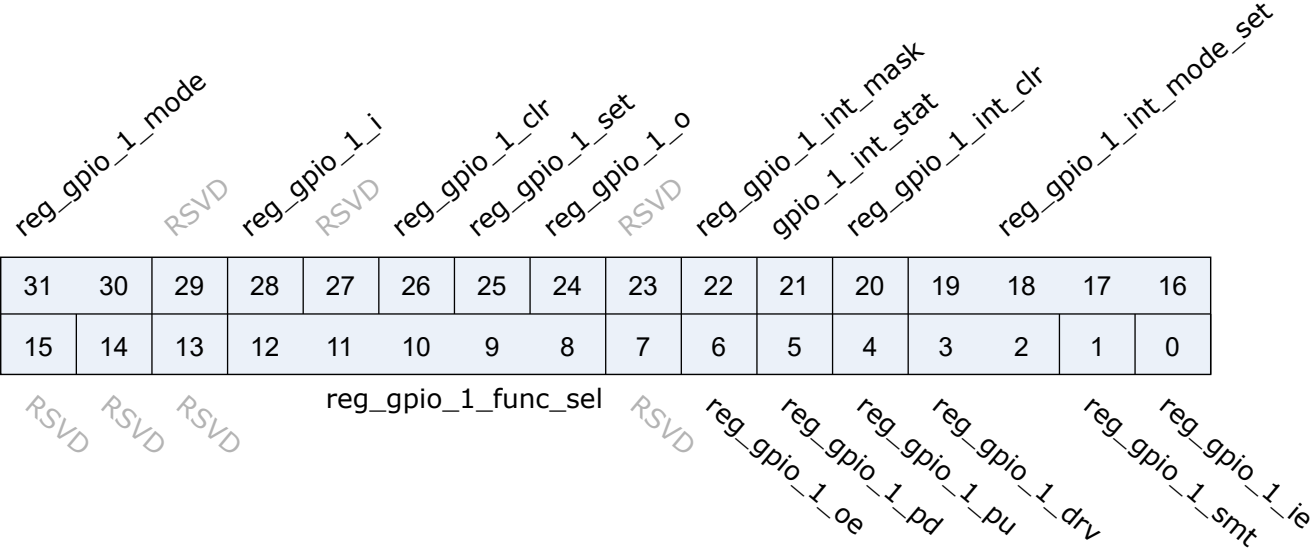 reg_gpio_1_mode
RSVD
reg_gpio_1_i
RSVD
reg_gpio_1_clr
reg_gpio_1_set
reg_gpio_1_o
RSVD
reg_gpio_1_int_mask
gpio_1_int_stat
reg_gpio_1_int_clr
reg_gpio_1_int_mode_set
31 30 29 28 27 26 25 24 23 22 21 20 19 18 17 16
15 14 13 12 11 10 9 8 7 6 5 4 3 2 1 0
RSVD
RSVD
RSVD
reg_gpio_1_func_sel
RSVD
reg_gpio_1_oe
reg_gpio_1_pd
reg_gpio_1_pu
reg_gpio_1_drv
reg_gpio_1_smt
reg_gpio_1_ie